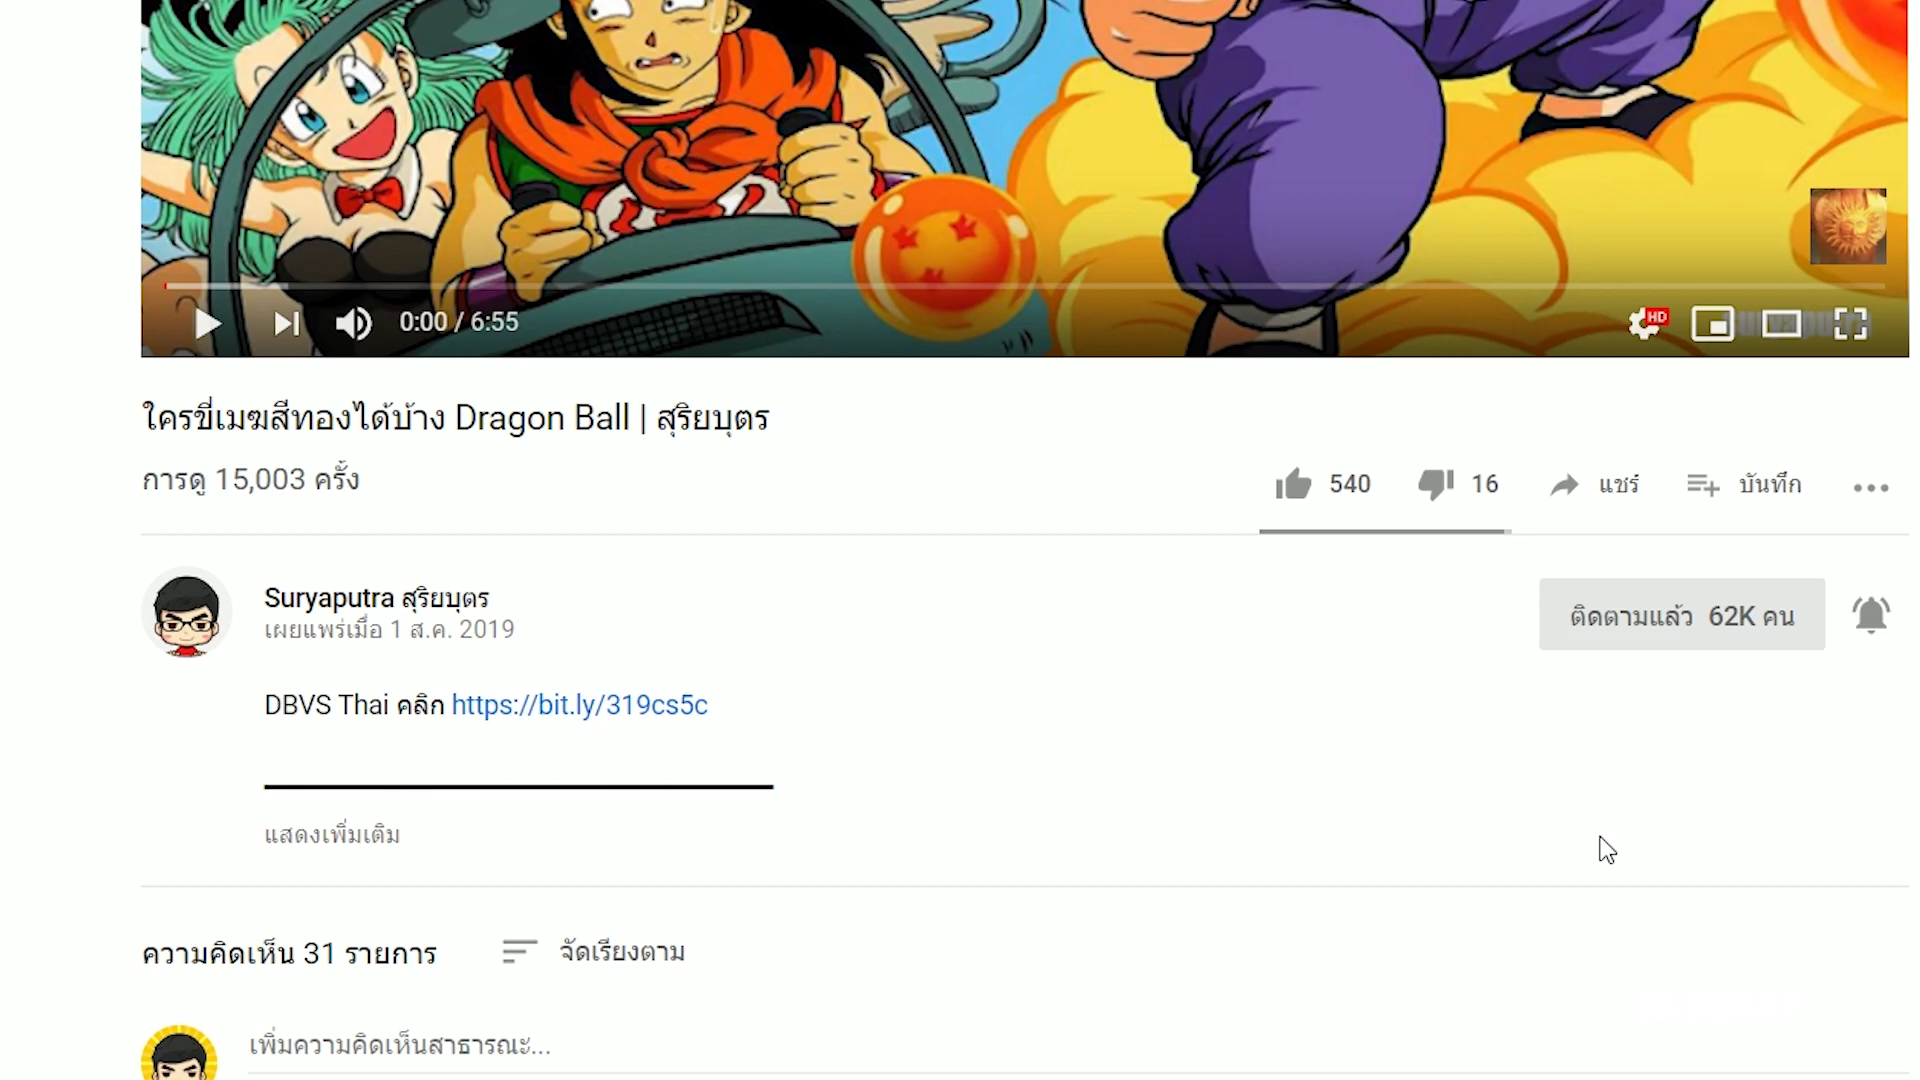 0:00 / 6:55
HD
ใครขี่เมฆสีทองได้บ้าง Dragon Ball | สุริยบุตร
การดู 15,003 ครั้ง
540
16
แชร์
บันทึก
Suryaputra สุริยบุตร
เผยแพร่เมื่อ 1 ส.ค. 2019
ติดตามแล้ว 62K คน
DBVS Thai คลิก https://bit.ly/319cs5c
แสดงเพิ่มเติม
ความคิดเห็น 31 รายการ
จัดเรียงตาม
เพิ่มความคิดเห็นสาธารณะ...